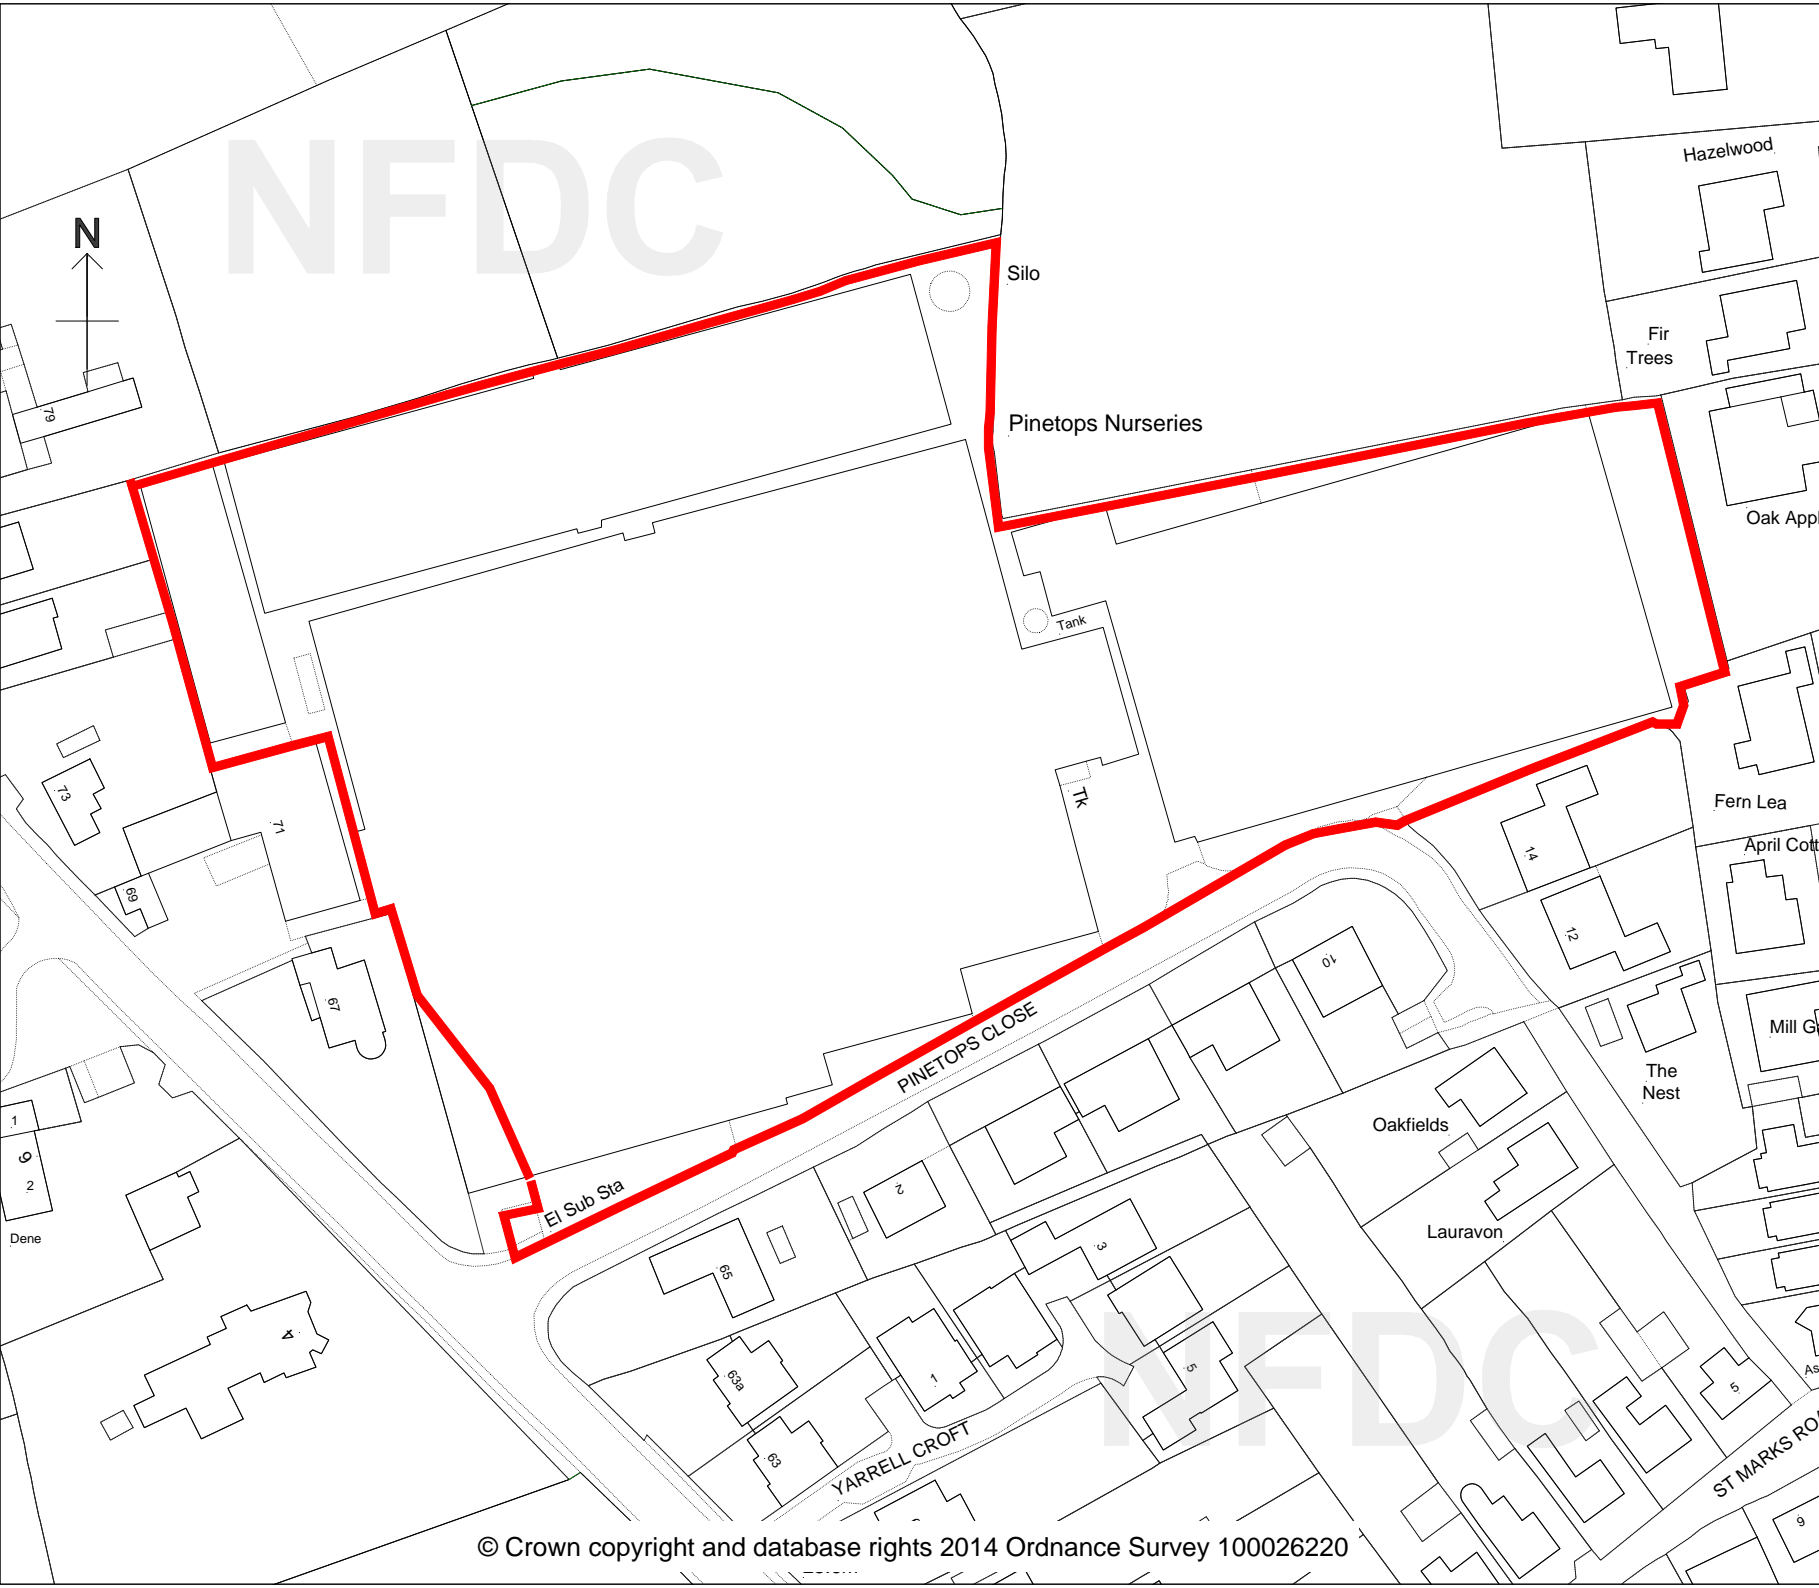 NFDC
Hazelwood
N
Silo
Fir
Trees
79
Pinetops Nurseries
Oak Appl
Tank
73
71
Tk
Fern Lea
14
April Cott
69
12
10
67
PINETOPS CLOSE
Mill G
The
Nest
1
9
2
Oakfields
El Sub Sta
2
Dene
Lauravon
3
65
4
NFDC
63a
1
5
5
As
63
YARRELL CROFT
ST MARKS ROA
9
© Crown copyright and database rights 2014 Ordnance Survey 100026220